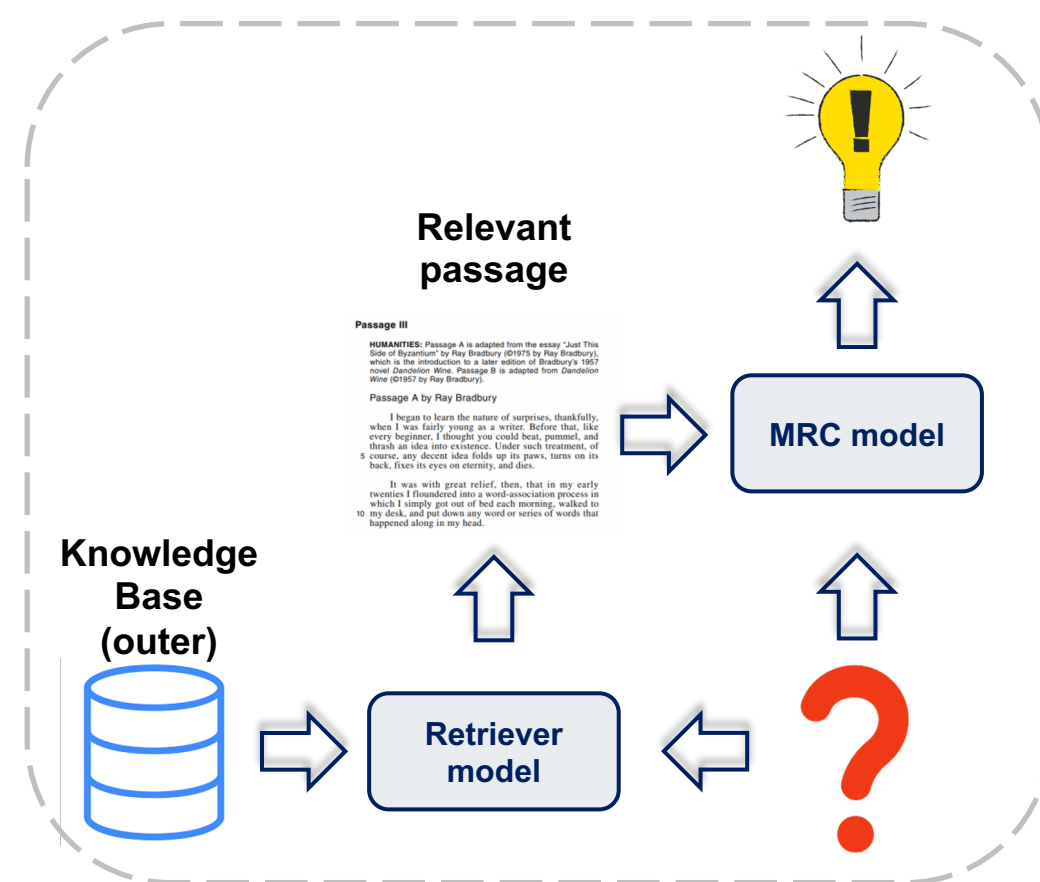 Relevant
passage
Passage III
HUMANITIES: Passage A is adapted from the essay "Just This
Side of Byzantium" by Ray Bradbury (©1975 by Ray Bradbury),
which is the introduction to a later edition of Bradbury's 1957
novel Dandelion Wine. Passage B is adapted from Dandelion
Wine (©1957 by Ray Bradbury).
Passage A by Ray Bradbury
I began to learn the nature of surprises, thankfully,
when I was fairly young as a writer. Before that, like
every beginner, I thought you could beat, pummel, and
thrash an idea into existence. Under such treatment, of
5 course, any decent idea folds up its paws, turns on its
back, fixes its eyes on eternity, and dies.
It was with great relief, then, that in my early
twenties I floundered into a word-association process in
which I simply got out of bed each morning, walked to
10 my desk, and put down any word or series of words that
happened along in my head.
MRC model
Knowledge
Base
(outer)
Retriever
model